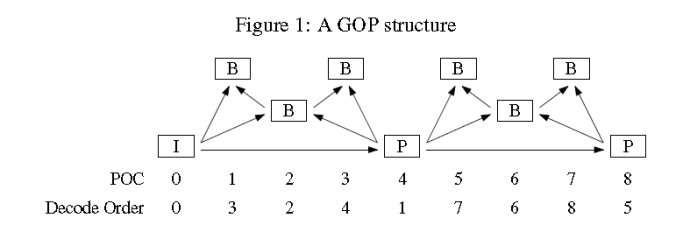 Figure 1: A GOP structure
B B B B
B B
I P P
POC 0 1 2 3 4 5 6 7 8
Decode Order 0 3 2 4 1 7 6 8 5